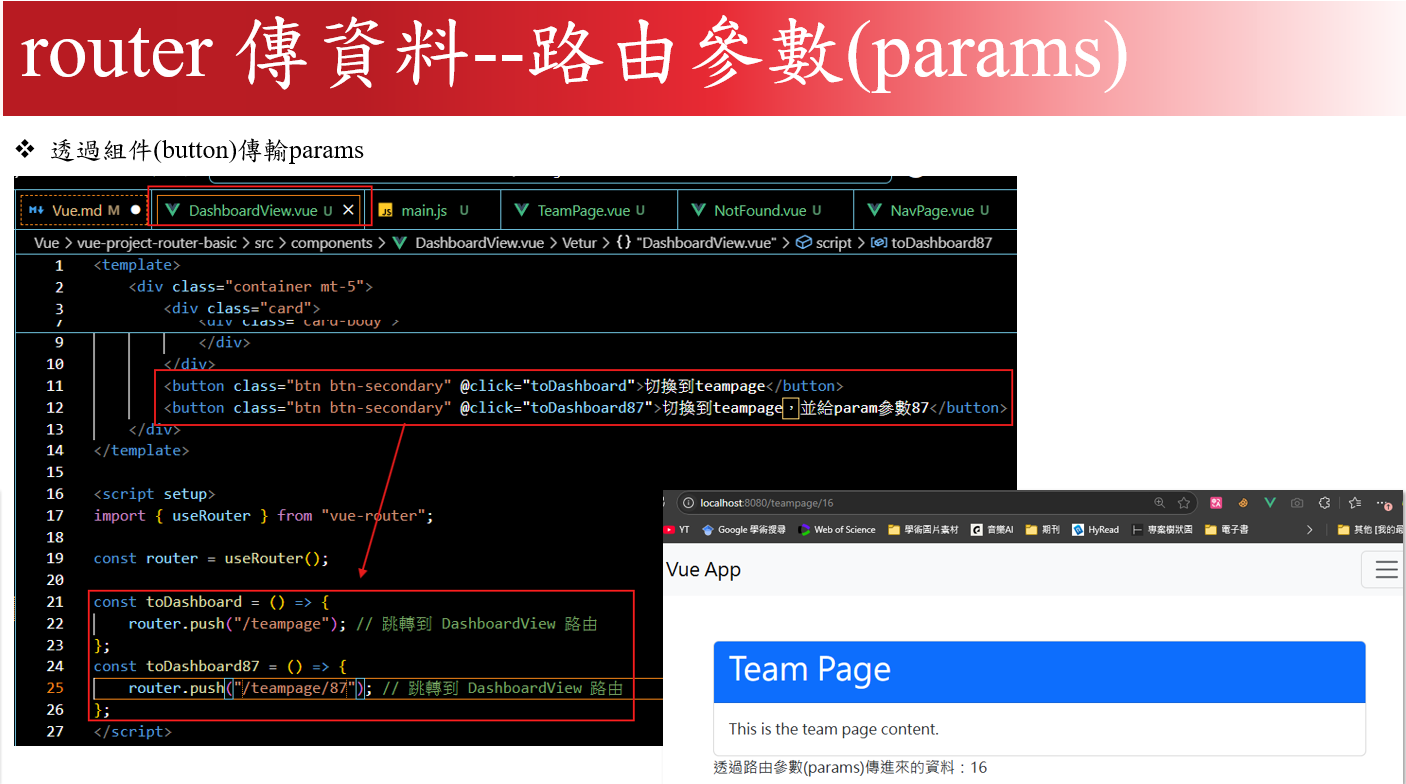 router 傳資料--路由參數(params)
❖ 透過組件(button)傳輸params
Vue.md M ● DashboardView.vue U × JS main.js U TeamPage.vue U NotFound.vue U NavPage.vue U
Vue > vue-project-router-basic > src > components > DashboardView.vue > Vetur > {} "DashboardView.vue" > script > toDashboard87
1 <template>
2 <div class="container mt-5">
3 <div class="card">
7 <div class="card-body">
9 </div>
10 </div>
11 <button class="btn btn-secondary" @click="toDashboard">切換到teampage</button>
12 <button class="btn btn-secondary" @click="toDashboard87">切換到teampage，並給param參數87</button>
13 </div>
14 </template>
15
16 <script setup>
17 import { useRouter } from "vue-router";
18
19 const router = useRouter();
20
21 const toDashboard = () => {
22 router.push("/teampage"); // 跳轉到 DashboardView 路由
23 };
24 const toDashboard87 = () => {
25 router.push("/teampage/87"); // 跳轉到 DashboardView 路由
26 };
27 </script>
localhost:8080/teampage/16
YT Google 學術搜尋 Web of Science 學術圖片素材 音樂AI 期刊 HyRead 專案樹狀圖 電子書 > 其他 [我的最
Vue App
Team Page
This is the team page content.
透過路由參數(params)傳進來的資料：16